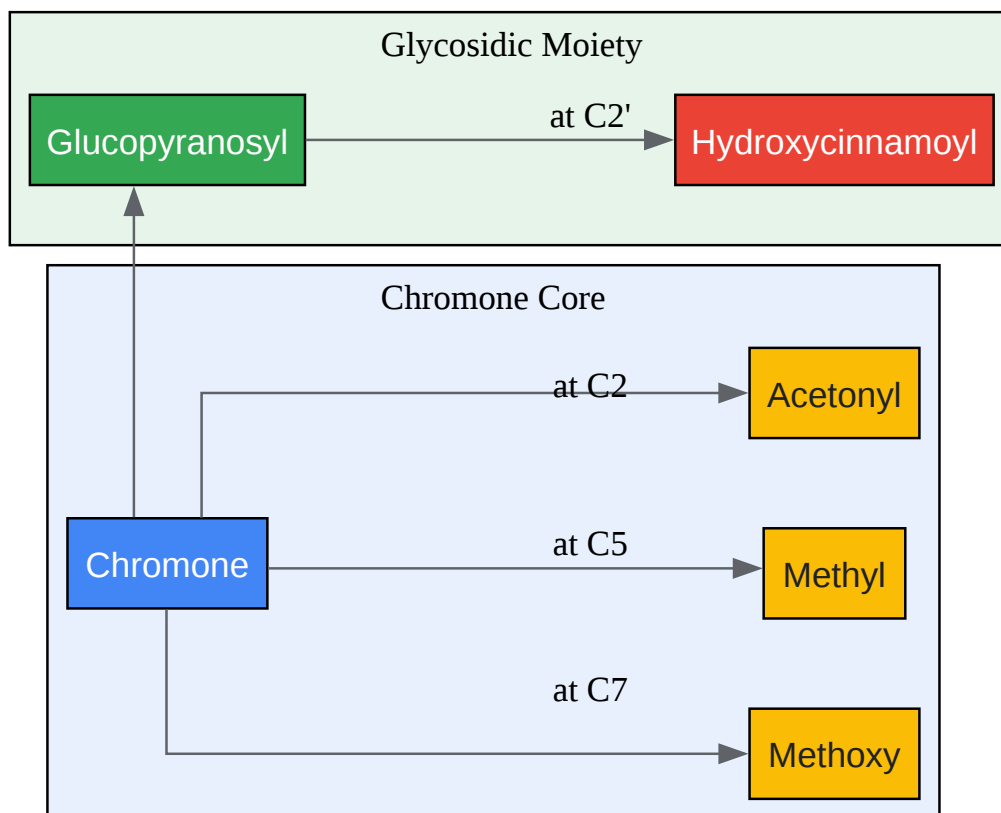 Glycosidic Moiety
Glucopyranosyl
at C2'
Hydroxycinnamoyl
Chromone Core
at C2
Acetonyl
Chromone
at C5
Methyl
at C7
Methoxy